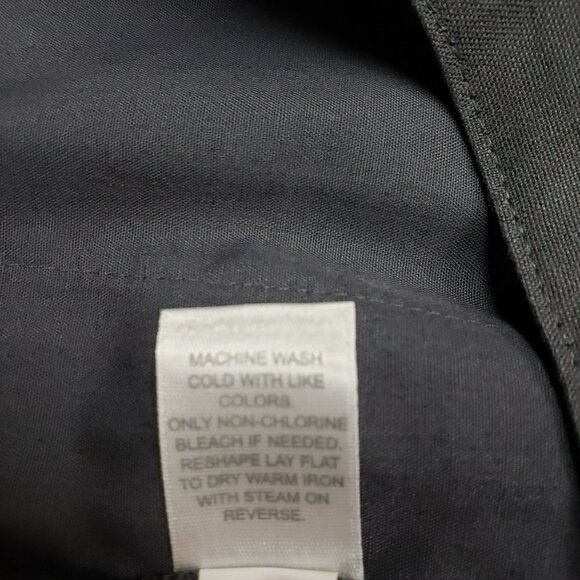 MACHINE WASH
COLD WITH LIKE
COLORS
ONLY NON-CHLORINE
BLEACH IF NEEDED.
RESHAPE LAY FLAT
TO DRY WARM IRON
WITH STEAM ON
REVERSE.